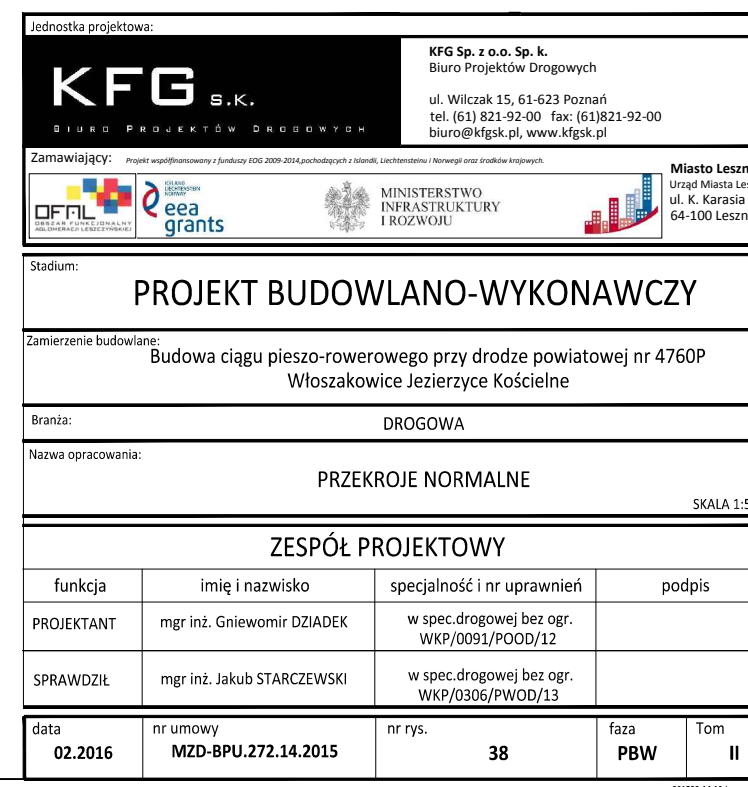 Jednostka projektowa:
KFG S.K.
BIURO PROJEKTÓW DROGOWYCH
KFG Sp. z o.o. Sp. k.
Biuro Projektów Drogowych
ul. Wilczak 15, 61-623 Poznań
tel. (61) 821-92-00 fax: (61)821-92-00
biuro@kfgsk.pl, www.kfgsk.pl
Zamawiający: Projekt współfinansowany z funduszy EOG 2009-2014,pochodzących z Islandii, Liechtensteinu i Norwegii oraz środków krajowych.
OFAL
OBSZAR FUNKCJONALNY
AGLOMERACJI LESZCZYŃSKIEJ
ICELAND
LIECHTENSTEIN
NORWAY
eea
grants
MINISTERSTWO
INFRASTRUKTURY
I ROZWOJU
Miasto Leszn
Urząd Miasta Les
ul. K. Karasia
64-100 Leszn
Stadium:
PROJEKT BUDOWLANO-WYKONAWCZY
Zamierzenie budowlane:
Budowa ciągu pieszo-rowerowego przy drodze powiatowej nr 4760P
Włoszakowice Jezierzyce Kościelne
Branża:
DROGOWA
Nazwa opracowania:
PRZEKROJE NORMALNE
SKALA 1:5
ZESPÓŁ PROJEKTOWY
funkcja imię i nazwisko specjalność i nr uprawnień podpis
PROJEKTANT mgr inż. Gniewomir DZIADEK w spec.drogowej bez ogr.
WKP/0091/POOD/12
SPRAWDZIŁ mgr inż. Jakub STARCZEWSKI w spec.drogowej bez ogr.
WKP/0306/PWOD/13
data nr umowy nr rys. faza Tom
02.2016 MZD-BPU.272.14.2015 38 PBW II